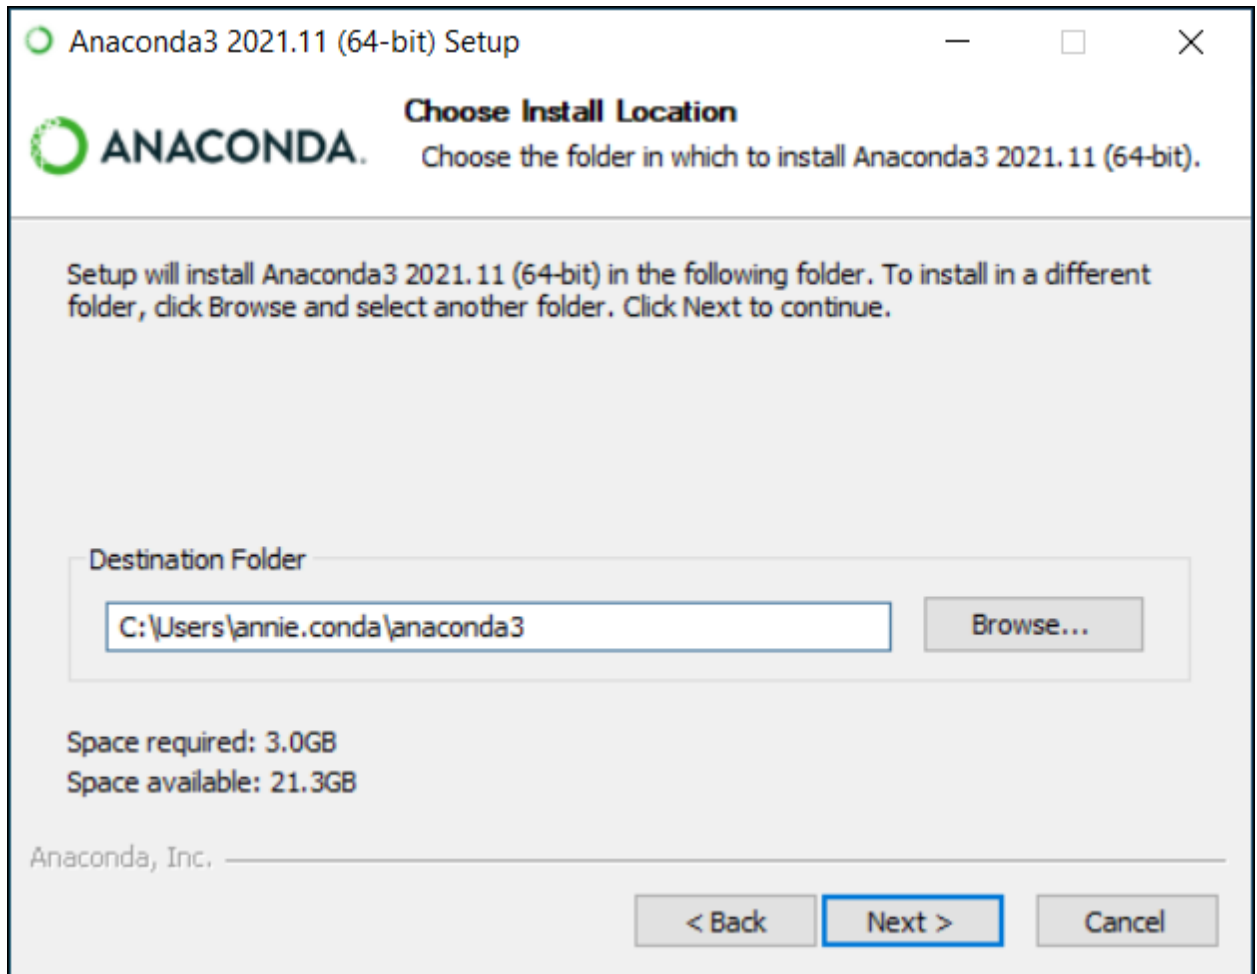 Anaconda3 2021.11 (64-bit) Setup
ANACONDA.
Choose Install Location
Choose the folder in which to install Anaconda3 2021.11 (64-bit).
Setup will install Anaconda3 2021.11 (64-bit) in the following folder. To install in a different
folder, click Browse and select another folder. Click Next to continue.
Destination Folder
C:\Users\annie.conda\anaconda3
Browse...
Space required: 3.0GB
Space available: 21.3GB
Anaconda, Inc.
< Back
Next >
Cancel